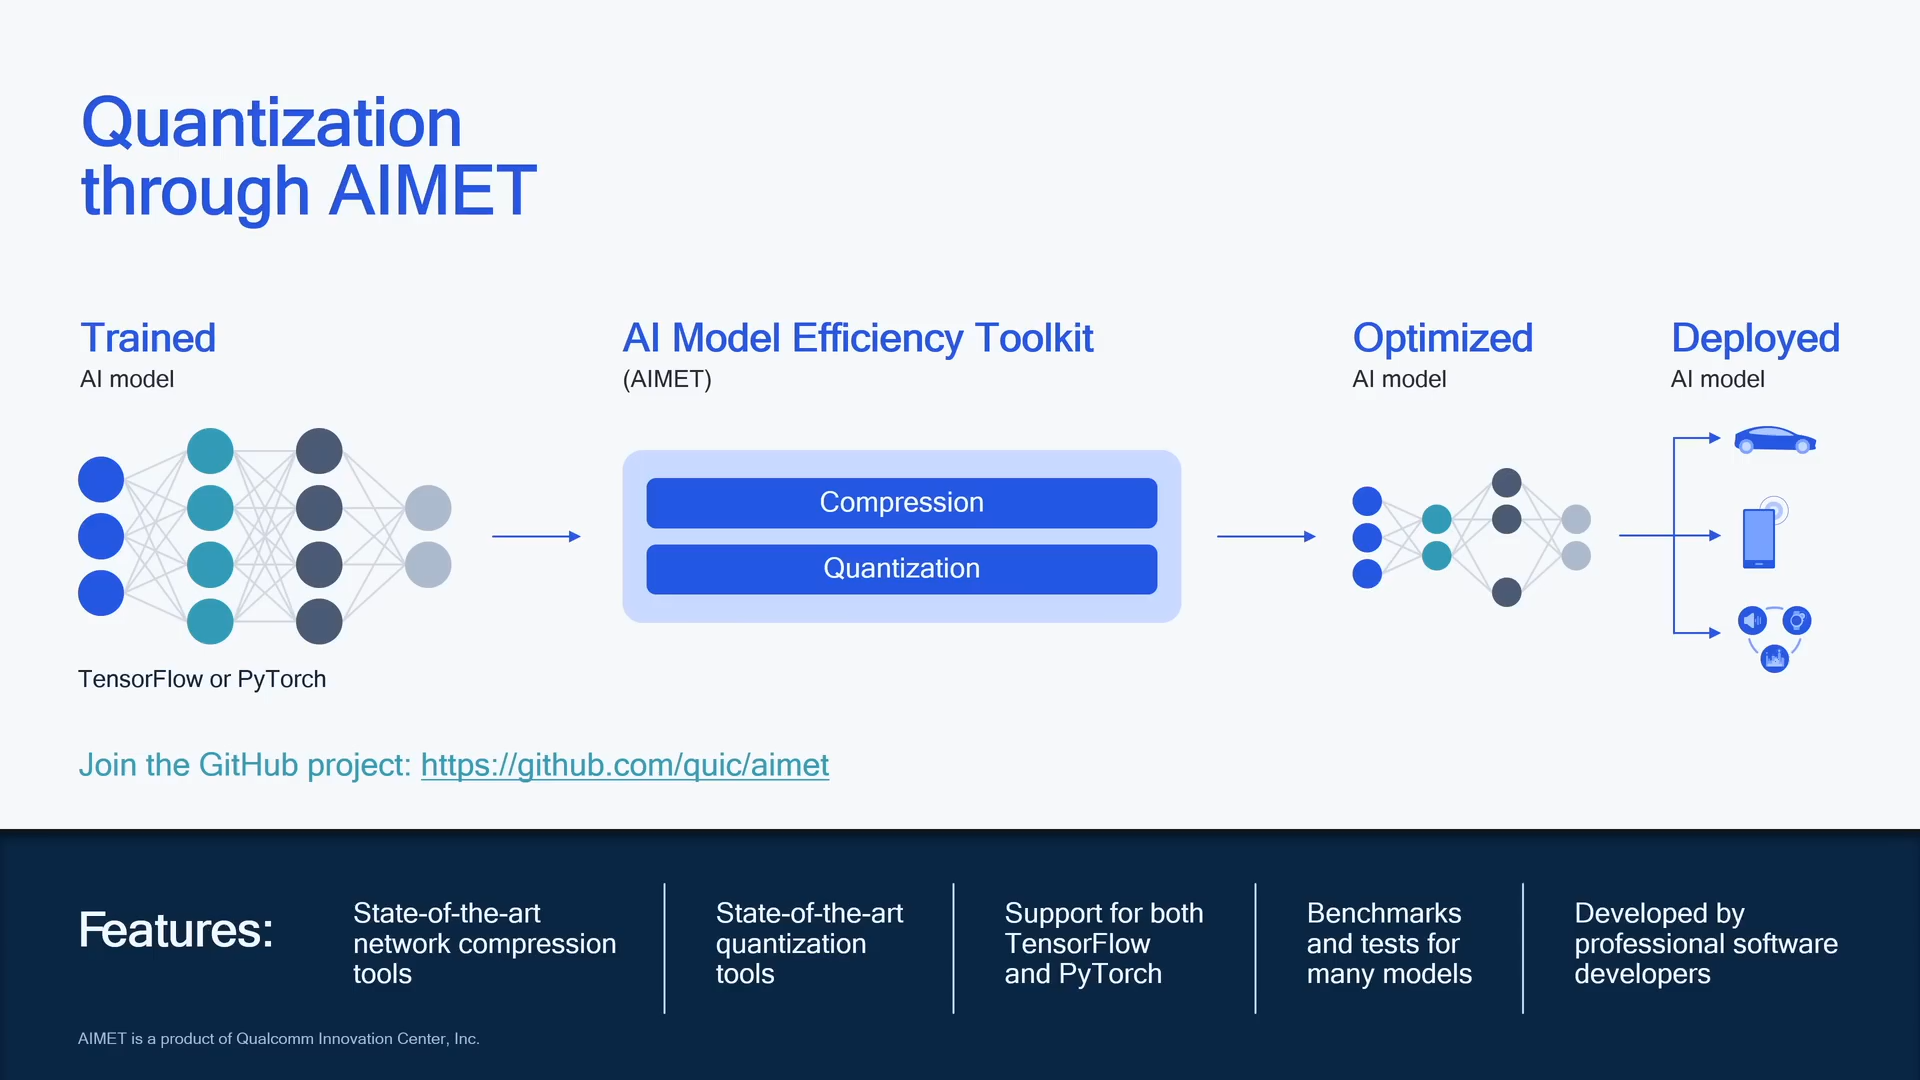 Quantization
through AIMET
Trained
AI model
TensorFlow or PyTorch
AI Model Efficiency Toolkit
(AIMET)
Compression
Quantization
Optimized
AI model
Deployed
AI model
Join the GitHub project: https://github.com/quic/aimet
Features:
State-of-the-art
network compression
tools
State-of-the-art
quantization
tools
Support for both
TensorFlow
and PyTorch
Benchmarks
and tests for
many models
Developed by
professional software
developers
AIMET is a product of Qualcomm Innovation Center, Inc.